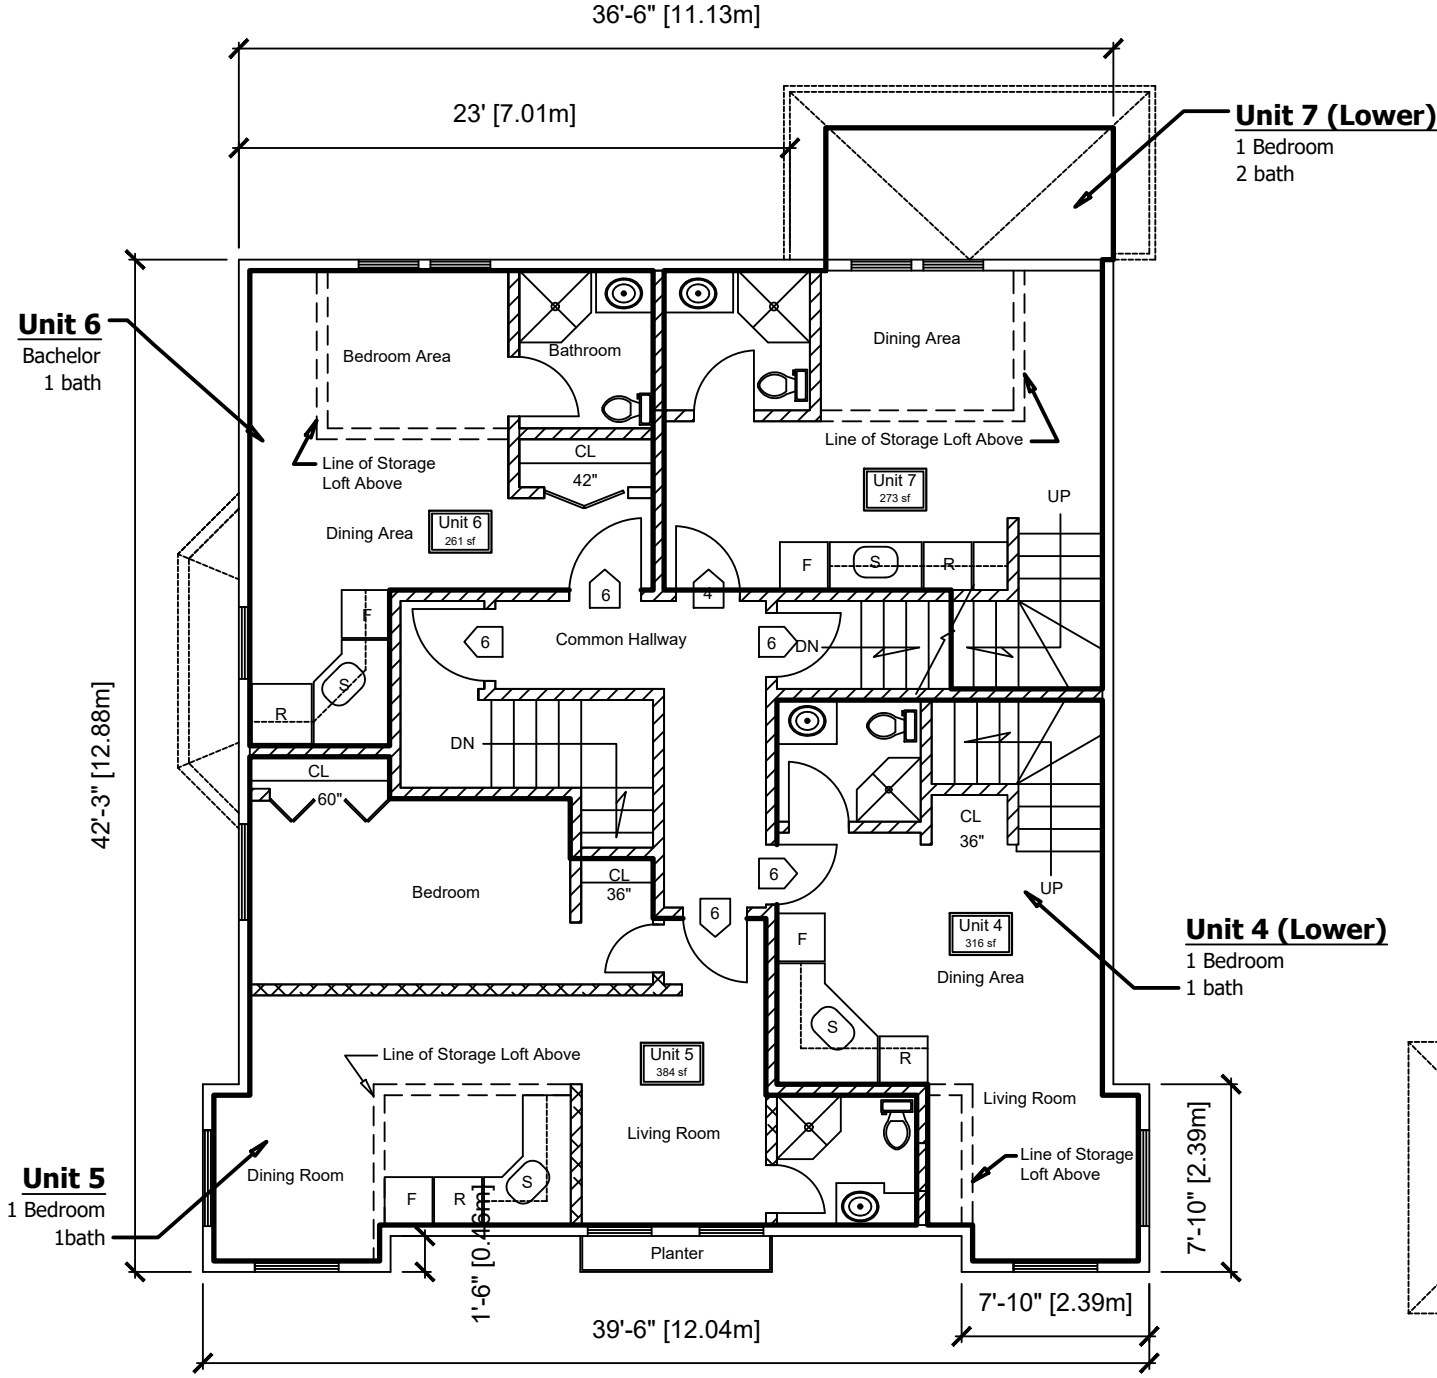 36'-6" [11.13m]
23' [7.01m]
Unit 7 (Lower)
1 Bedroom
2 bath
Unit 6
Bachelor
1 bath
Bedroom Area
Bathroom
Dining Area
Line of Storage
Loft Above
CL
42"
Line of Storage Loft Above
Unit 7
273 sf
UP
Dining Area
Unit 6
261 sf
F
S
R
F
6
4
S
R
6
Common Hallway
6
DN
42'-3" [12.88m]
DN
CL
60"
CL
36"
Bedroom
CL
36"
6
UP
6
F
Unit 4
316 sf
Dining Area
Unit 4 (Lower)
1 Bedroom
1 bath
S
R
Line of Storage Loft Above
Unit 5
384 sf
Living Room
Living Room
Line of Storage
Loft Above
7'-10" [2.39m]
Unit 5
1 Bedroom
1bath
Dining Room
F
R
S
1'-6" [0.46m]
Planter
7'-10" [2.39m]
39'-6" [12.04m]